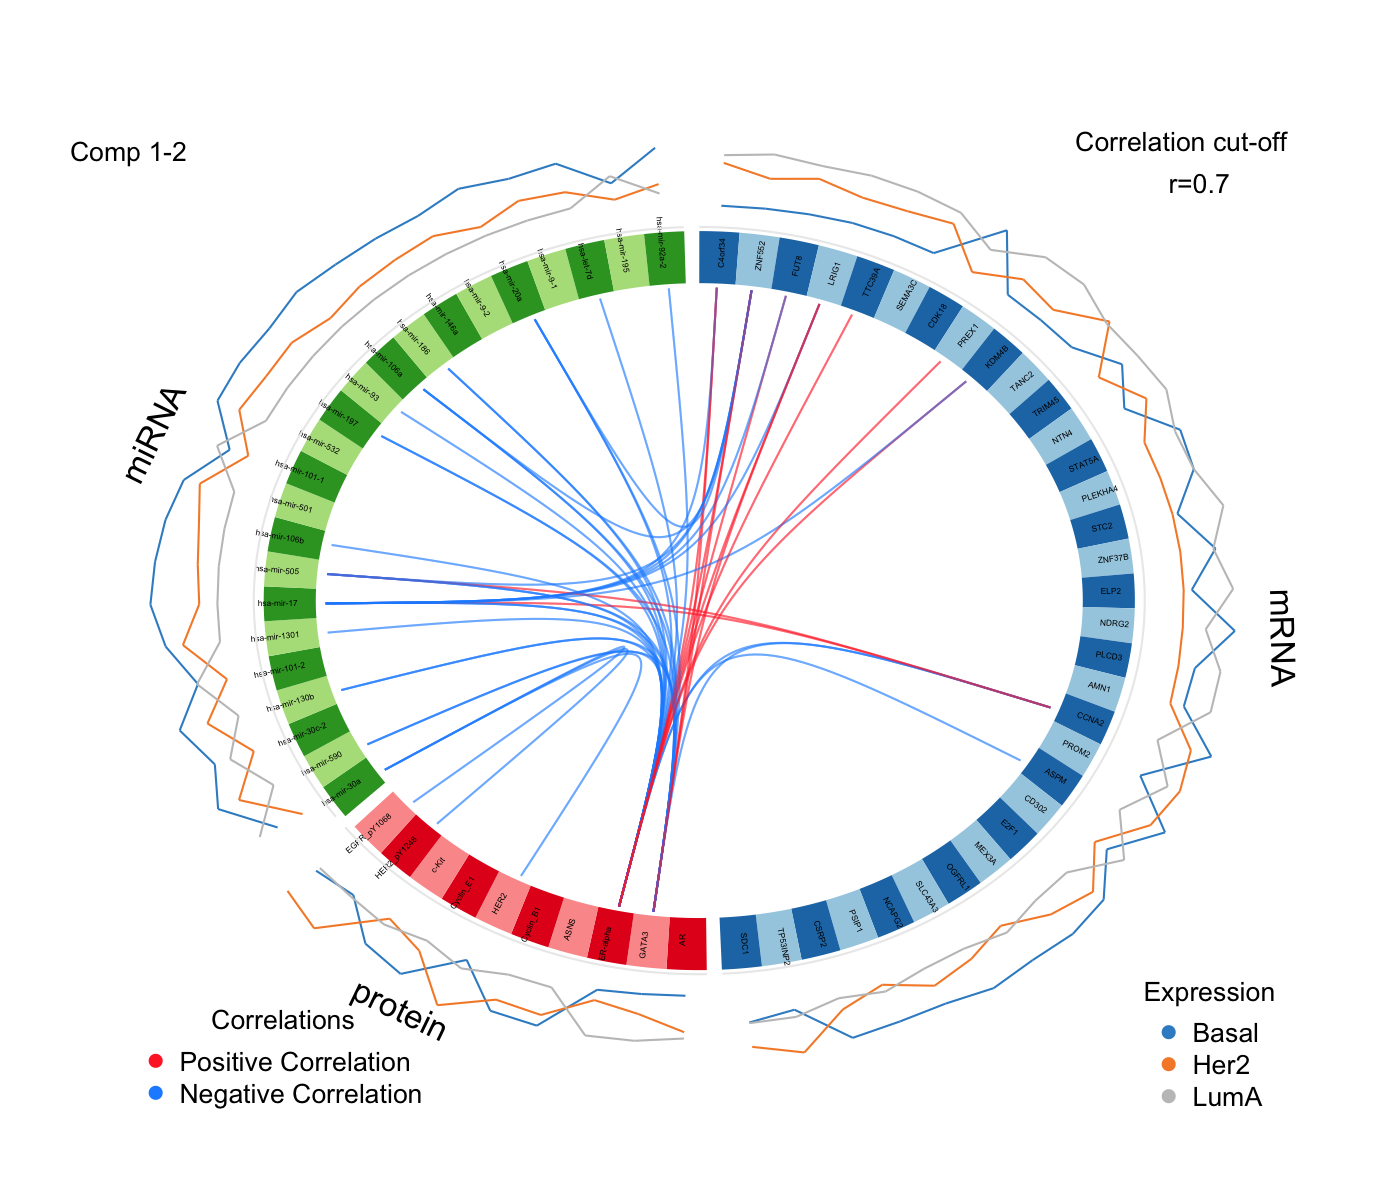 Comp 1-2
Correlation cut-off
r=0.7
miRNA
mRNA
protein
hsa-mir-92a-2
hsa-mir-195
hsa-let-7d
hsa-mir-9-1
hsa-mir-20a
hsa-mir-9-2
hsa-mir-146a
hsa-mir-186
hsa-mir-106a
hsa-mir-93
hsa-mir-197
hsa-mir-532
hsa-mir-101-1
hsa-mir-501
hsa-mir-106b
hsa-mir-505
hsa-mir-17
hsa-mir-1301
hsa-mir-101-2
hsa-mir-130b
hsa-mir-30c-2
hsa-mir-590
hsa-mir-30a
EGFR_pY1068
HER2_pY1248
c-Kit
Cyclin_E1
HER2
Cyclin_B1
ASNS
ER-alpha
GATA3
AR
C4orf34
ZNF552
FUT8
LRIG1
TTC39A
SEMA3C
CDK18
PREX1
KDM4B
TANC2
TRIM45
NTN4
STAT5A
PLEKHA4
STC2
ZNF37B
ELP2
NDRG2
PLCD3
AMN1
CCNA2
PROM2
ASPM
CD302
E2F1
MEX3A
OGFRL1
SLC43A3
NCAPG2
PSIP1
CSRP2
TP53INP2
SDC1
Correlations
Positive Correlation
Negative Correlation
Expression
Basal
Her2
LumA